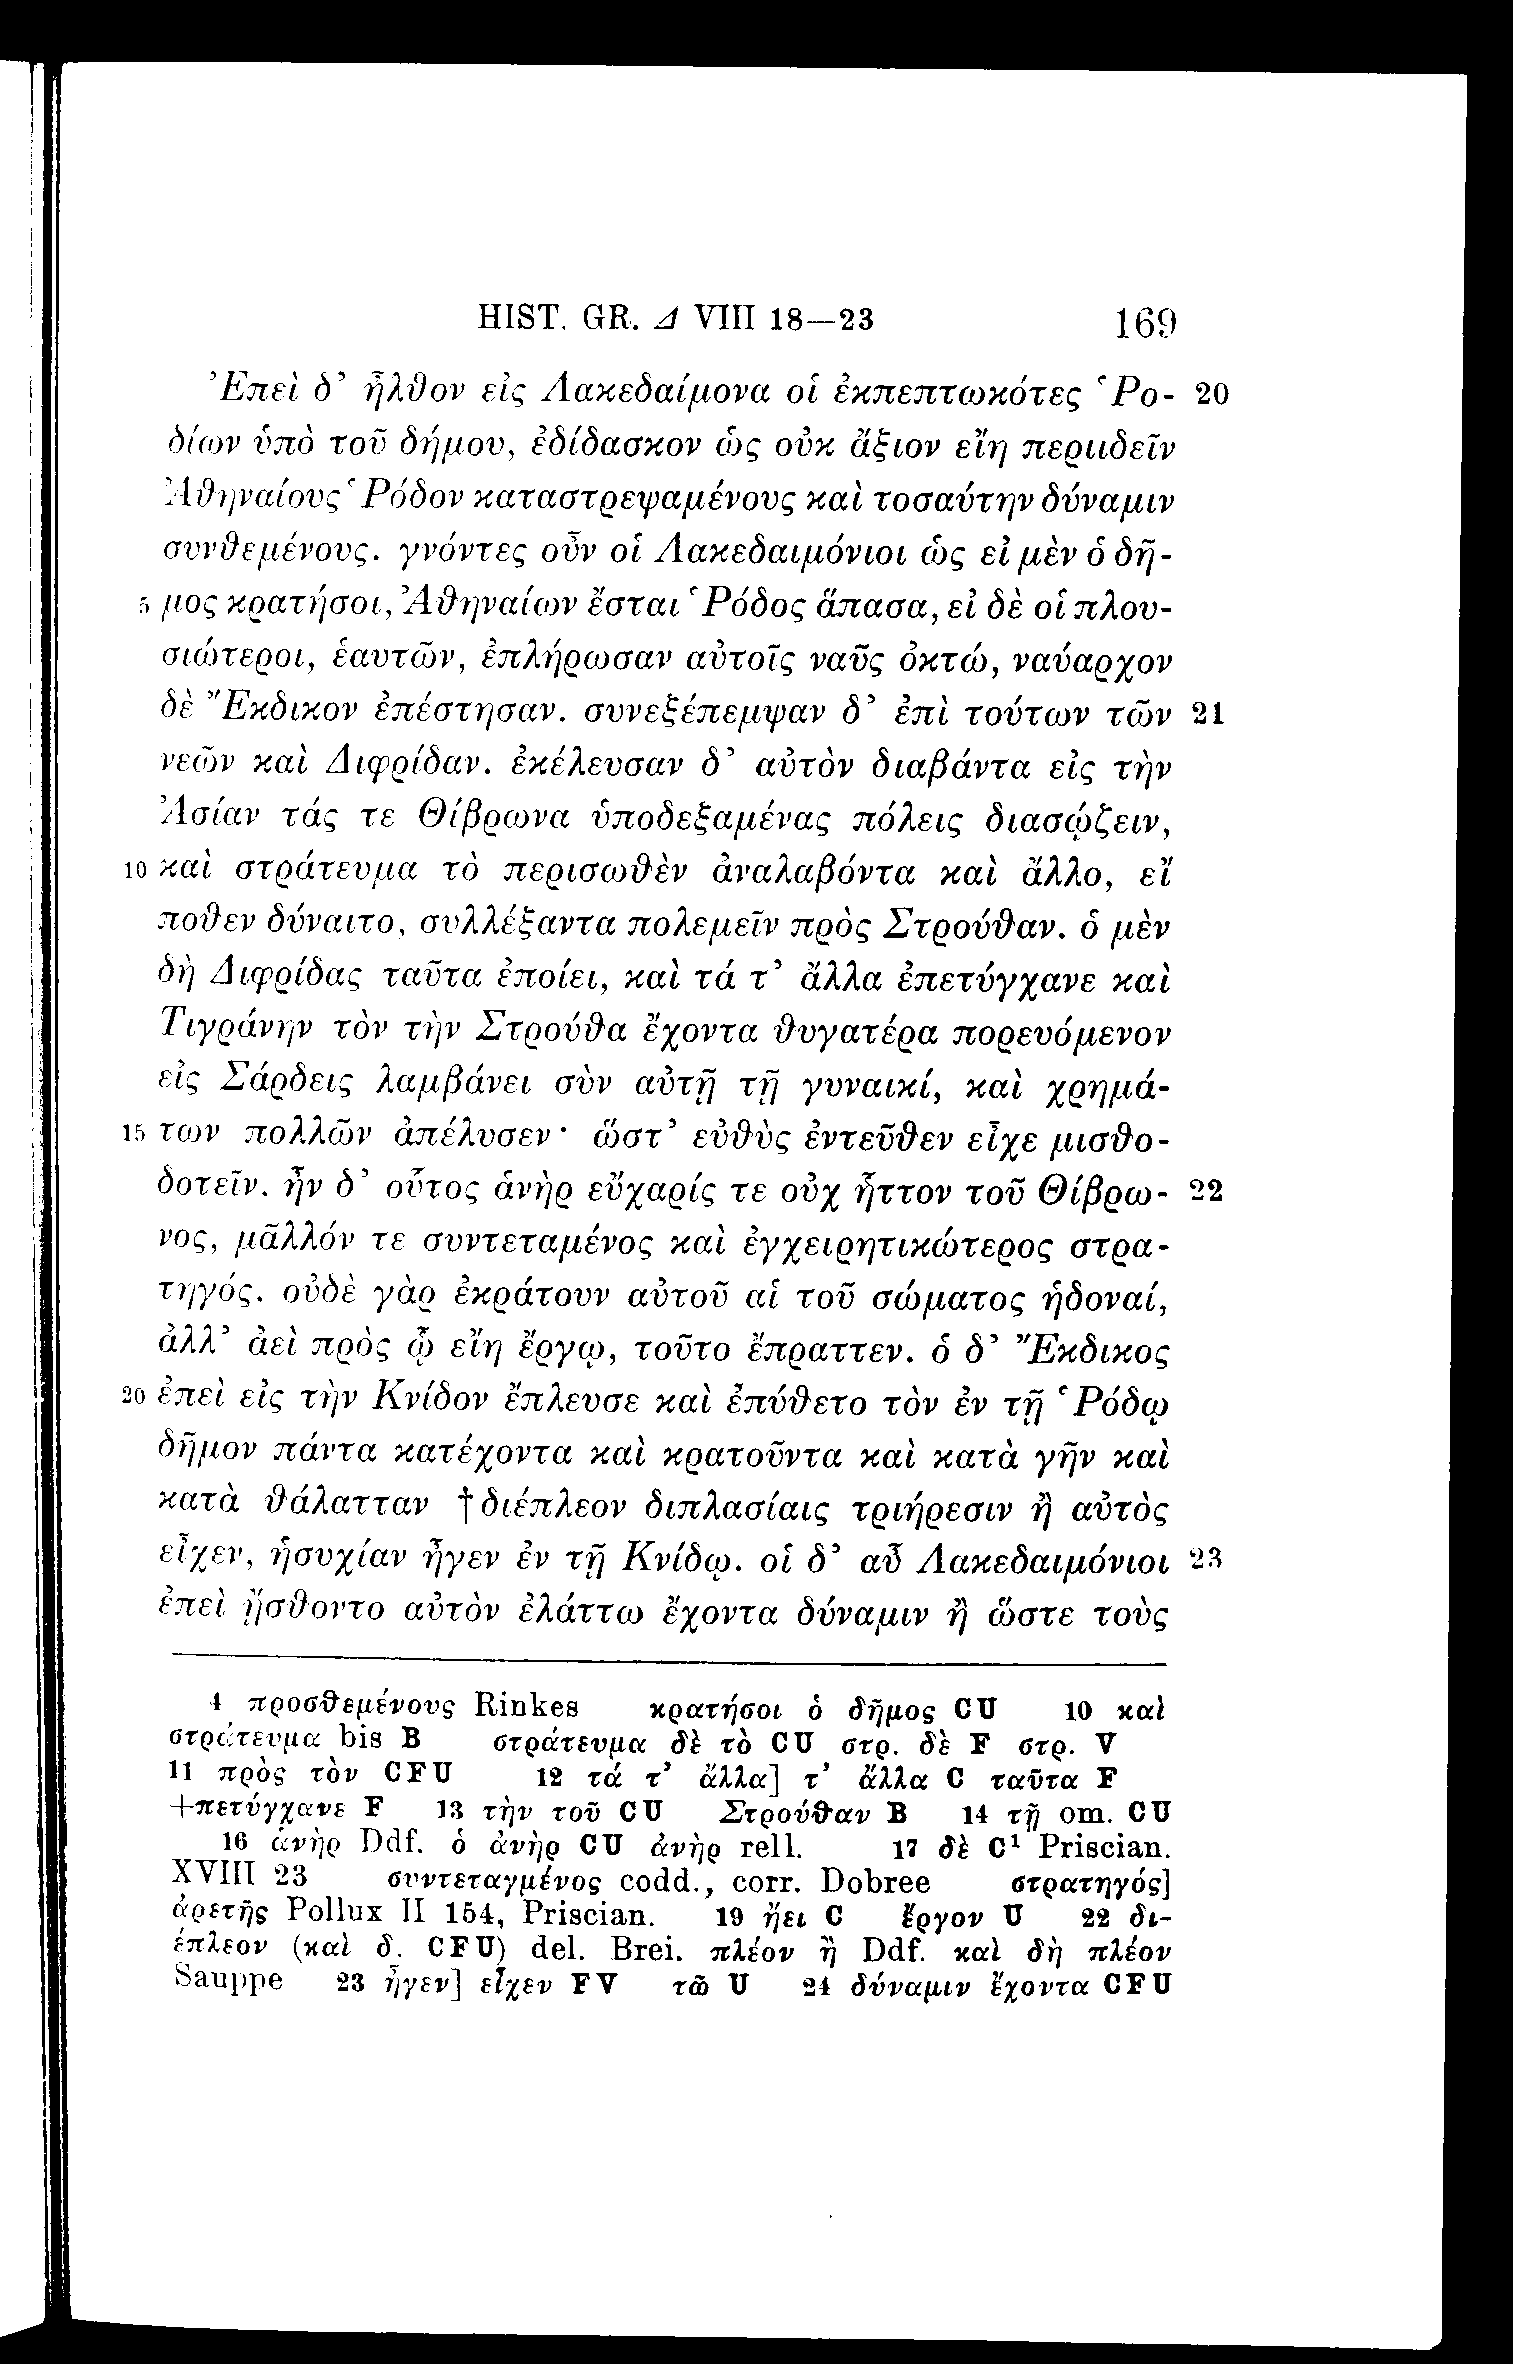 HIST. GR. Δ VIII 18—23 169
Ἐπεὶ δ’ ἦλθον εἰς Λακεδαίμονα οἱ ἐκπεπτωκότες Ῥο- 20
δίων ὑπὸ τοῦ δήμου, ἐδίδασκον ὡς οὐκ ἄξιον εἴη περιιδεῖν
Ἀθηναίους Ῥόδον καταστρεψαμένους καὶ τοσαύτην δύναμιν
συνθεμένους. γνόντες οὖν οἱ Λακεδαιμόνιοι ὡς εἰ μὲν ὁ δῆ-
5 μος κρατήσοι, Ἀθηναίων ἔσται Ῥόδος ἅπασα, εἰ δὲ οἱ πλου-
σιώτεροι, ἑαυτῶν, ἐπλήρωσαν αὐτοῖς ναῦς ὀκτώ, ναύαρχον
δὲ Ἔκδικον ἐπέστησαν. συνεξέπεμψαν δ’ ἐπὶ τούτων τῶν 21
νεῶν καὶ Διφρίδαν. ἐκέλευσαν δ’ αὐτὸν διαβάντα εἰς τὴν
Ἀσίαν τάς τε Θίβρωνα ὑποδεξαμένας πόλεις διασῴζειν,
10 καὶ στράτευμα τὸ περισωθὲν ἀναλαβόντα καὶ ἄλλο, εἴ
ποθεν δύναιτο, συλλέξαντα πολεμεῖν πρὸς Στρούθαν. ὁ μὲν
δὴ Διφρίδας ταῦτα ἐποίει, καὶ τά τ’ ἄλλα ἐπετύγχανε καὶ
Τιγράνην τὸν τὴν Στρούθα ἔχοντα θυγατέρα πορευόμενον
εἰς Σάρδεις λαμβάνει σὺν αὐτῇ τῇ γυναικί, καὶ χρημά-
15 των πολλῶν ἀπέλυσεν· ὥστ’ εὐθὺς ἐντεῦθεν εἶχε μισθο-
δοτεῖν. ἦν δ’ οὗτος ἁνὴρ εὔχαρίς τε οὐχ ἧττον τοῦ Θίβρω- 22
νος, μᾶλλόν τε συντεταμένος καὶ ἐγχειρητικώτερος στρα-
τηγός. οὐδὲ γὰρ ἐκράτουν αὐτοῦ αἱ τοῦ σώματος ἡδοναί,
ἀλλ’ ἀεὶ πρὸς ᾧ εἴη ἔργῳ, τοῦτο ἔπραττεν. ὁ δ’ Ἔκδικος
20 ἐπεὶ εἰς τὴν Κνίδον ἔπλευσε καὶ ἐπύθετο τὸν ἐν τῇ Ῥόδῳ
δῆμον πάντα κατέχοντα καὶ κρατοῦντα καὶ κατὰ γῆν καὶ
κατὰ θάλατταν †διέπλεον διπλασίαις τριήρεσιν ἢ αὐτὸς
εἶχεν, ἡσυχίαν ἦγεν ἐν τῇ Κνίδῳ. οἱ δ’ αὖ Λακεδαιμόνιοι 23
ἐπεὶ ᾔσθοντο αὐτὸν ἐλάττω ἔχοντα δύναμιν ἢ ὥστε τοὺς
4 προσθεμένους Rinkes κρατήσοι ὁ δῆμος CU 10 καὶ
στράτευμα bis B στράτευμα δὲ τὸ CU στρ. δὲ F στρ. V
11 πρὸς τὸν CFU 12 τά τ’ ἄλλα] τ’ ἄλλα C ταῦτα F
+πετύγχανε F 13 τὴν τοῦ CU Στρούθαν B 14 τῇ om. CU
16 ἁνὴρ Ddf. ὁ ἀνὴρ CU ἀνὴρ rell. 17 δὲ C¹ Priscian.
XVIII 23 συντεταγμένος codd., corr. Dobree στρατηγός]
ἀρετῆς Pollux II 154, Priscian. 19 ᾔει C ἔργον U 22 δι-
έπλεον (καὶ δ. CFU) del. Brei. πλέον ἢ Ddf. καὶ δὴ πλέον
Sauppe 23 ἦγεν] εἶχεν FV τῶ U 24 δύναμιν ἔχοντα CFU